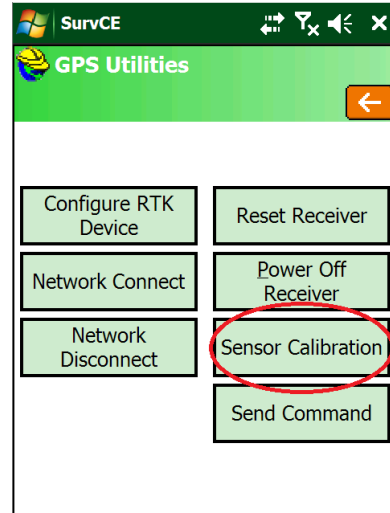 SurvCE
GPS Utilities
Configure RTK
Device
Reset Receiver
Network Connect
Power Off
Receiver
Network
Disconnect
Sensor Calibration
Send Command